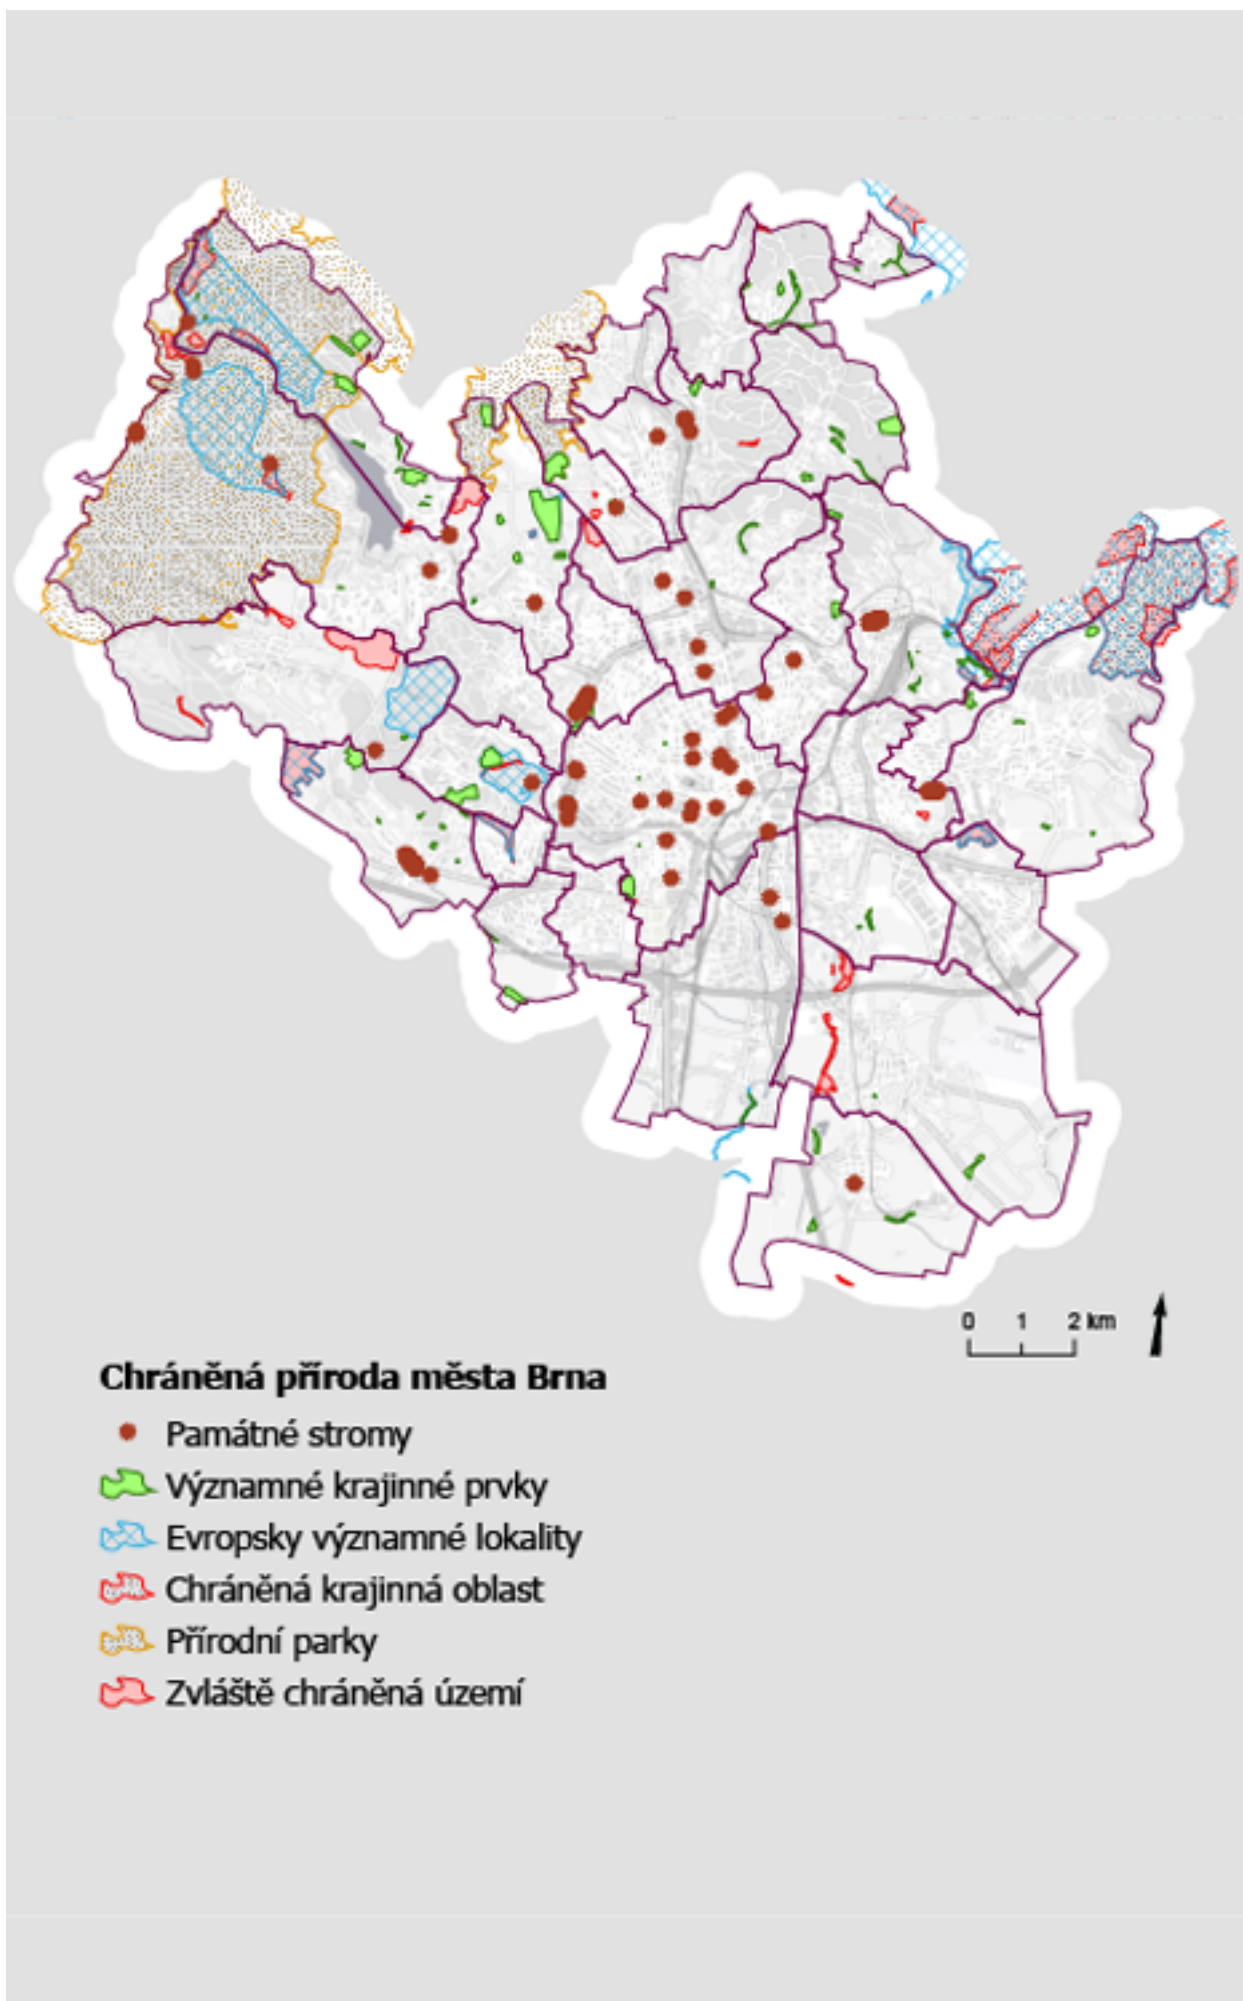 0 1 2 km
Chráněná příroda města Brna
Památné stromy
Významné krajinné prvky
Evropsky významné lokality
Chráněná krajinná oblast
Přírodní parky
Zvláště chráněná území